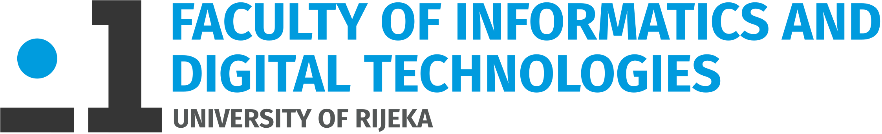 FACULTY OF INFORMATICS AND
DIGITAL TECHNOLOGIES
UNIVERSITY OF RIJEKA